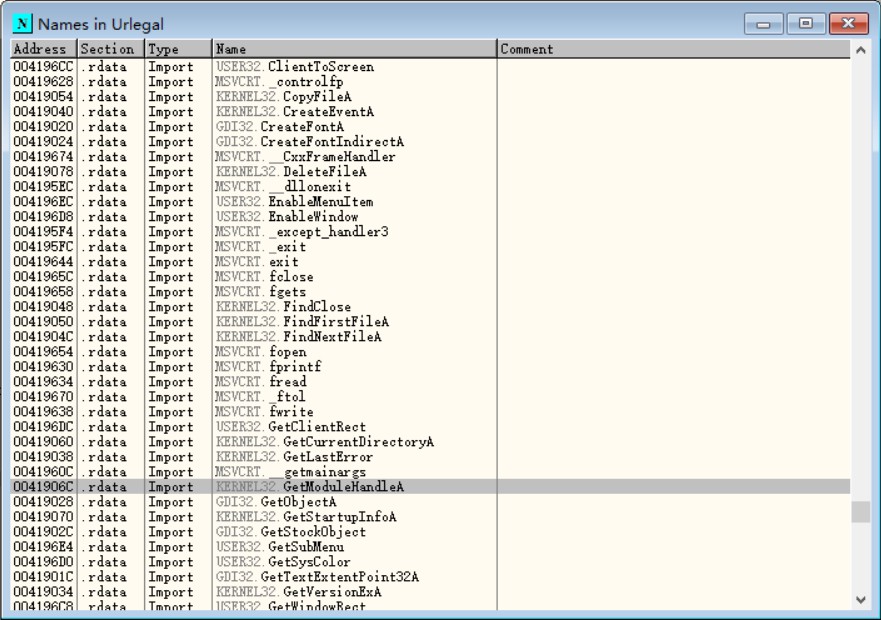 N Names in Urlegal
Address Section Type Name Comment
004196CC .rdata Import USER32.ClientToScreen
00419628 .rdata Import MSVCRT._controlfp
00419054 .rdata Import KERNEL32.CopyFileA
00419040 .rdata Import KERNEL32.CreateEventA
00419020 .rdata Import GDI32.CreateFontA
00419024 .rdata Import GDI32.CreateFontIndirectA
00419674 .rdata Import MSVCRT.__CxxFrameHandler
00419078 .rdata Import KERNEL32.DeleteFileA
004195EC .rdata Import MSVCRT.__dllonexit
004196EC .rdata Import USER32.EnableMenuItem
004196D8 .rdata Import USER32.EnableWindow
004195F4 .rdata Import MSVCRT._except_handler3
004195FC .rdata Import MSVCRT._exit
00419644 .rdata Import MSVCRT.exit
0041965C .rdata Import MSVCRT.fclose
00419658 .rdata Import MSVCRT.fgets
00419048 .rdata Import KERNEL32.FindClose
00419050 .rdata Import KERNEL32.FindFirstFileA
0041904C .rdata Import KERNEL32.FindNextFileA
00419654 .rdata Import MSVCRT.fopen
00419630 .rdata Import MSVCRT.fprintf
00419634 .rdata Import MSVCRT.fread
00419670 .rdata Import MSVCRT._ftol
00419638 .rdata Import MSVCRT.fwrite
004196DC .rdata Import USER32.GetClientRect
00419060 .rdata Import KERNEL32.GetCurrentDirectoryA
00419038 .rdata Import KERNEL32.GetLastError
0041960C .rdata Import MSVCRT.__getmainargs
0041906C .rdata Import KERNEL32.GetModuleHandleA
00419028 .rdata Import GDI32.GetObjectA
00419070 .rdata Import KERNEL32.GetStartupInfoA
0041902C .rdata Import GDI32.GetStockObject
004196E4 .rdata Import USER32.GetSubMenu
004196D0 .rdata Import USER32.GetSysColor
0041901C .rdata Import GDI32.GetTextExtentPoint32A
00419034 .rdata Import KERNEL32.GetVersionExA
004196C8 .rdata Import USER32.GetWindowRect